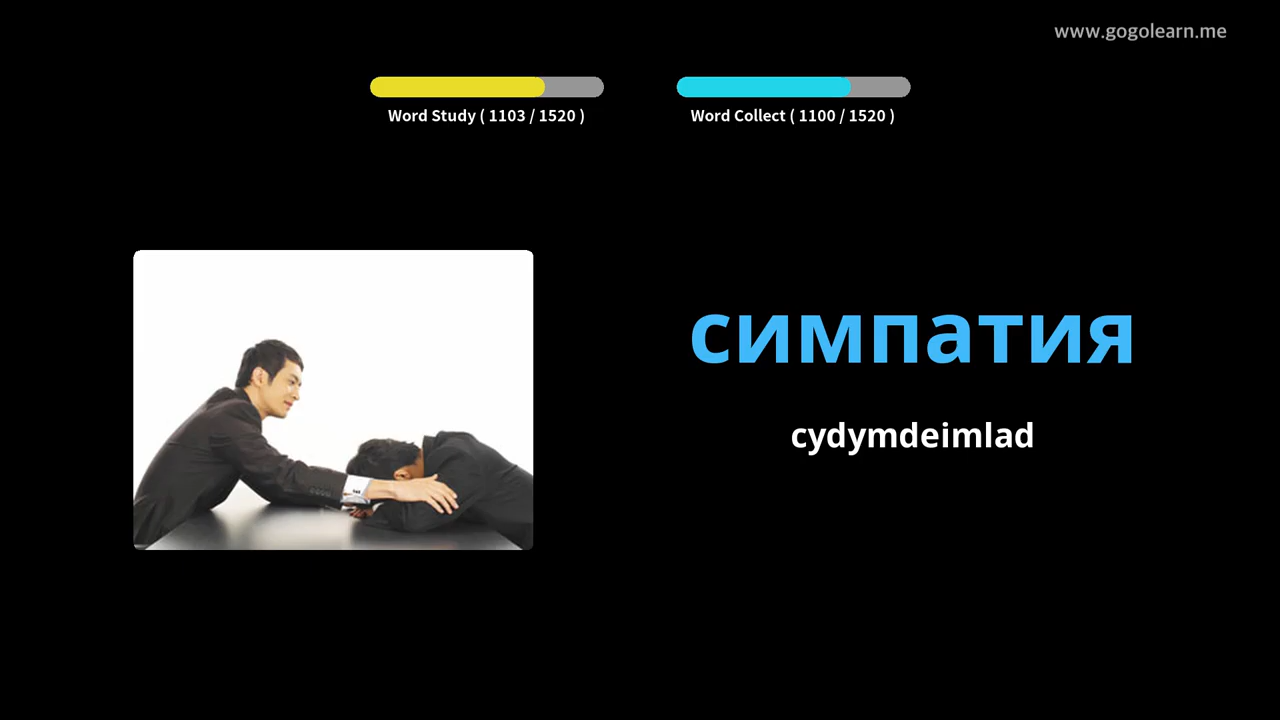 www.gogolearn.me
Word Study ( 1103 / 1520 )
Word Collect ( 1100 / 1520 )
симпатия
cydymdeimlad